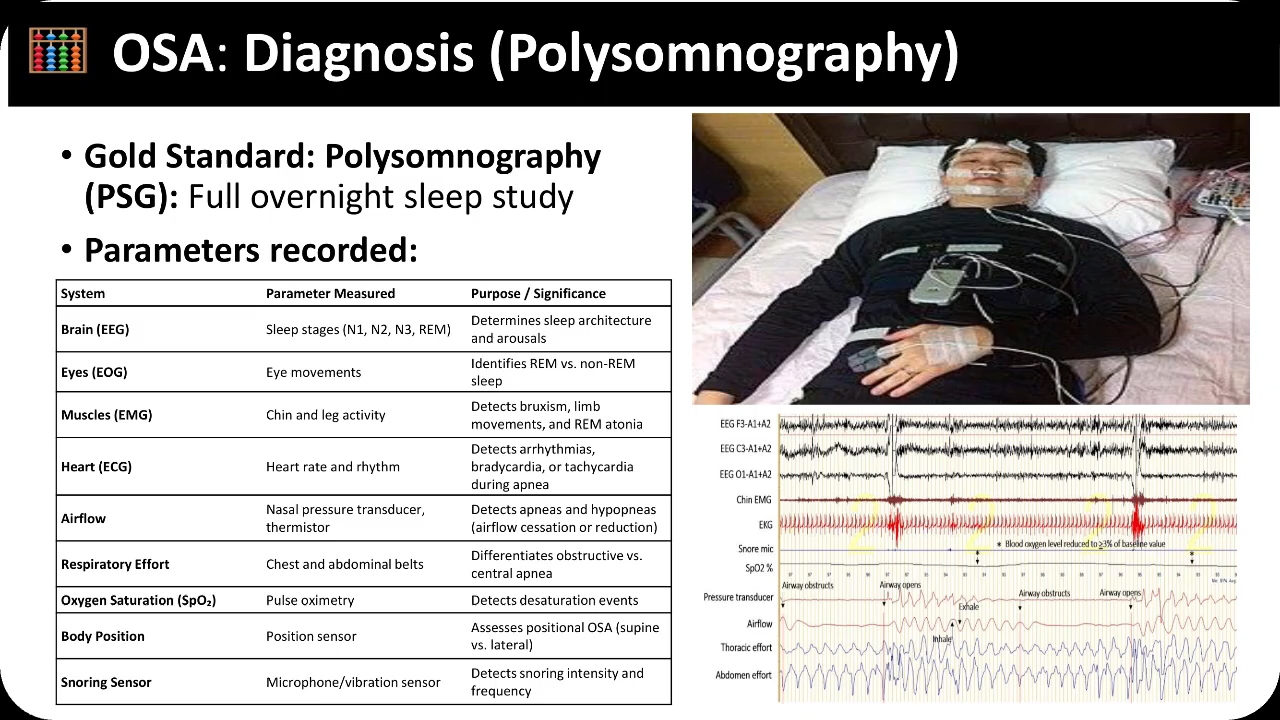 OSA: Diagnosis (Polysomnography)
• Gold Standard: Polysomnography
(PSG): Full overnight sleep study
• Parameters recorded:
System Parameter Measured Purpose / Significance
Brain (EEG) Sleep stages (N1, N2, N3, REM) Determines sleep architecture
and arousals
Eyes (EOG) Eye movements Identifies REM vs. non-REM
sleep
Muscles (EMG) Chin and leg activity Detects bruxism, limb
movements, and REM atonia
Heart (ECG) Heart rate and rhythm Detects arrhythmias,
bradycardia, or tachycardia
during apnea
Airflow Nasal pressure transducer,
thermistor Detects apneas and hypopneas
(airflow cessation or reduction)
Respiratory Effort Chest and abdominal belts Differentiates obstructive vs.
central apnea
Oxygen Saturation (SpO₂) Pulse oximetry Detects desaturation events
Body Position Position sensor Assesses positional OSA (supine
vs. lateral)
Snoring Sensor Microphone/vibration sensor Detects snoring intensity and
frequency
EEG F3-A1+A2
EEG C3-A1+A2
EEG O1-A1+A2
Chin EMG
EKG
Snore mic
* Blood oxygen level reduced to ≥3% of baseline value
SpO2 %
Airway obstructs
Airway opens
Airway obstructs
Airway opens
Pressure transducer
Exhale
Airflow
Inhale
Thoracic effort
Abdomen effort